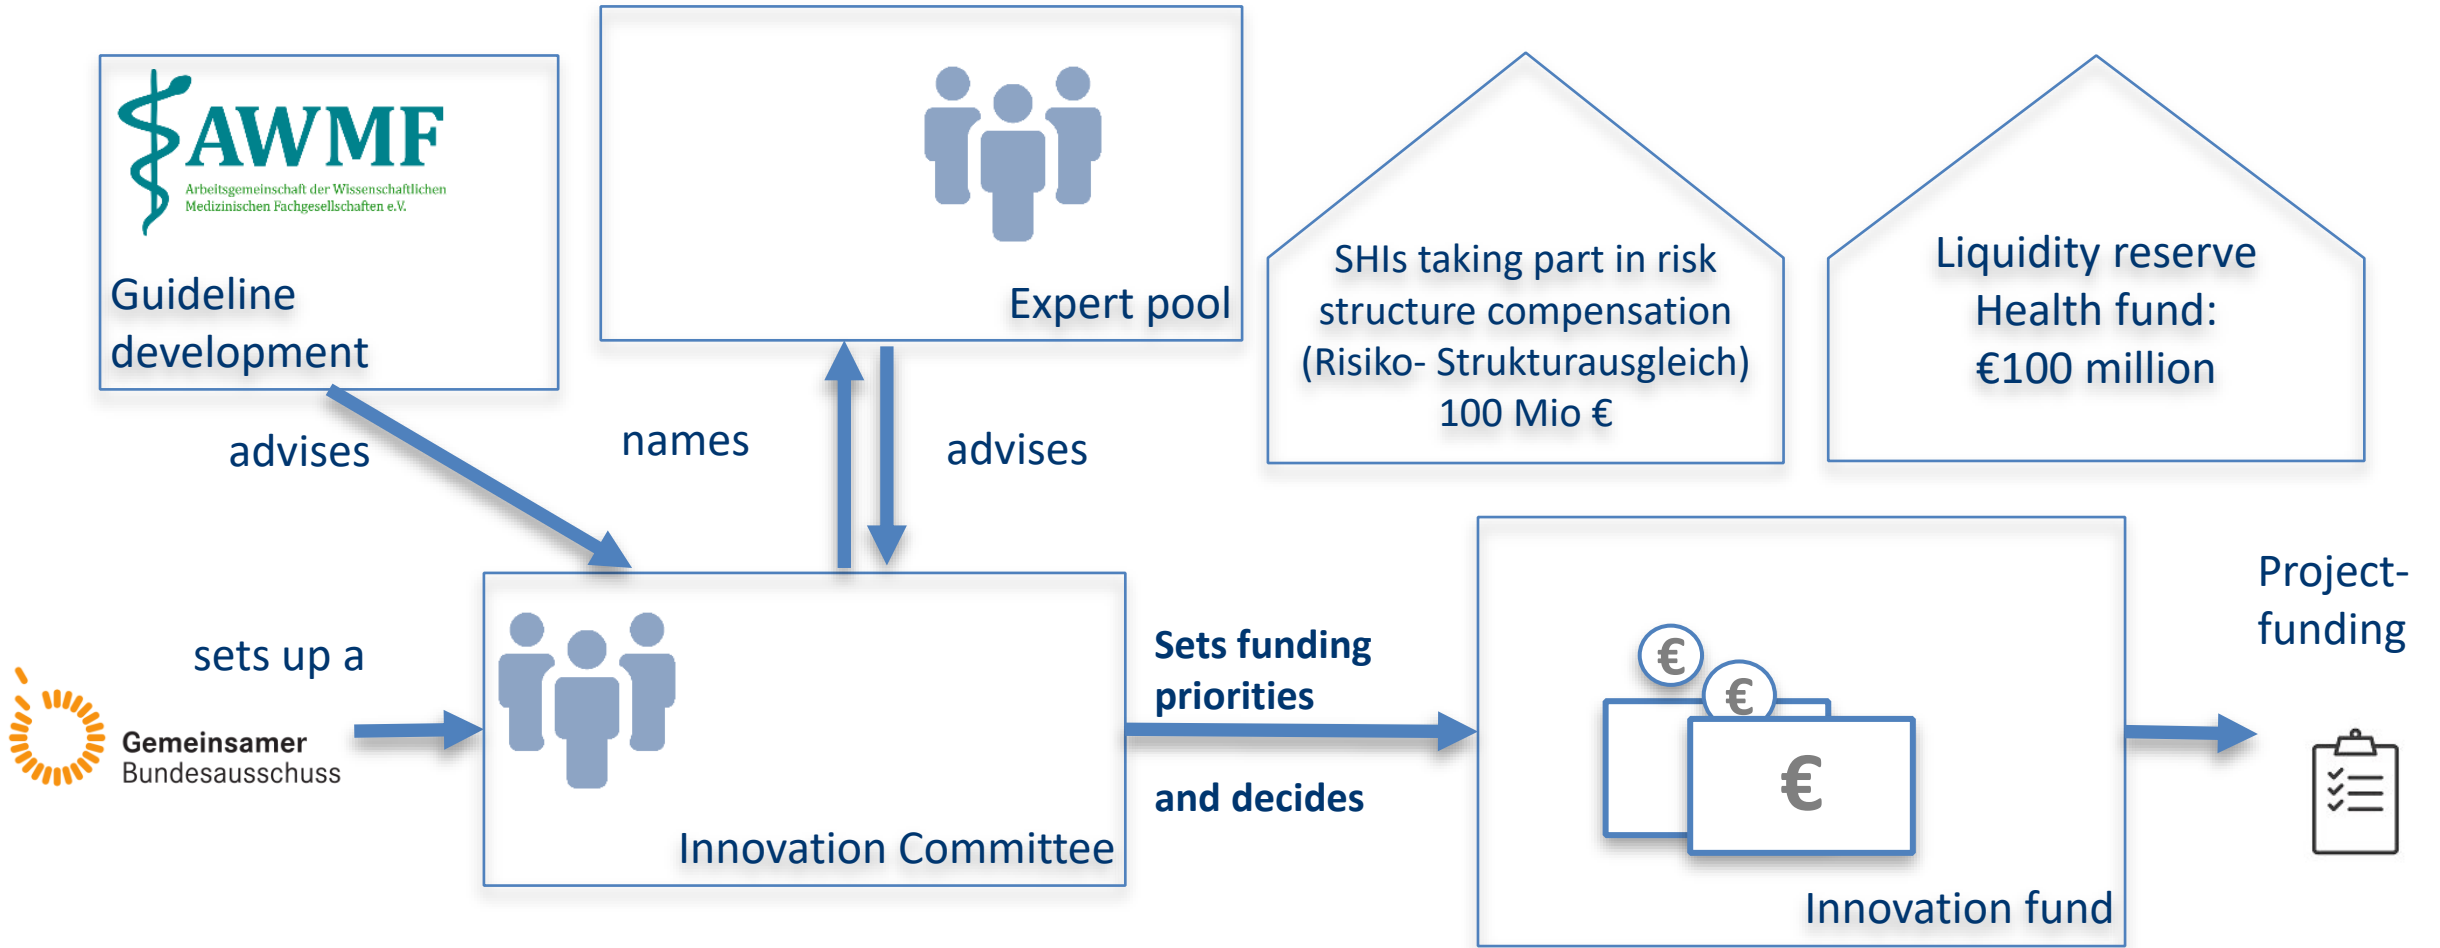 AWMF
Arbeitsgemeinschaft der Wissenschaftlichen
Medizinischen Fachgesellschaften e.V.
Guideline
development
Expert pool
SHIs taking part in risk
structure compensation
(Risiko- Strukturausgleich)
100 Mio €
Liquidity reserve
Health fund:
€100 million
advises
names
advises
sets up a
Gemeinsamer
Bundesausschuss
Innovation Committee
Sets funding
priorities
and decides
€
€
€
Innovation fund
Project-
funding